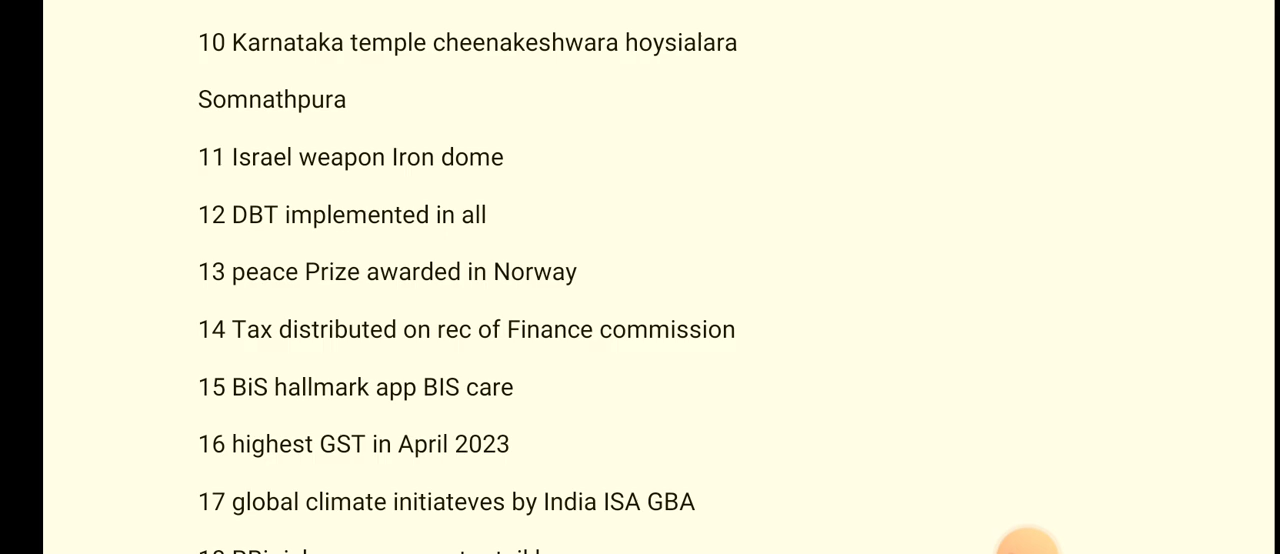 10 Karnataka temple cheenakeshwara hoysialara
Somnathpura
11 Israel weapon Iron dome
12 DBT implemented in all
13 peace Prize awarded in Norway
14 Tax distributed on rec of Finance commission
15 BiS hallmark app BIS care
16 highest GST in April 2023
17 global climate initiateves by India ISA GBA